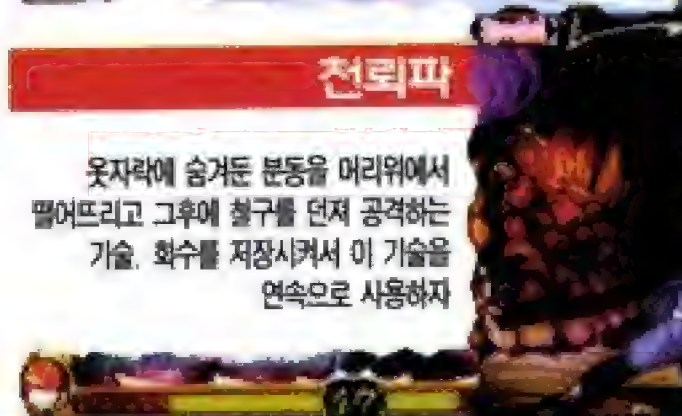 천뢰파
옷자락에 숨겨둔 분동을 머리위에서
떨어뜨리고 그후에 철구를 던져 공격하는
기술. 회수를 저장시켜서 이 기술을
연속으로 사용하자
47